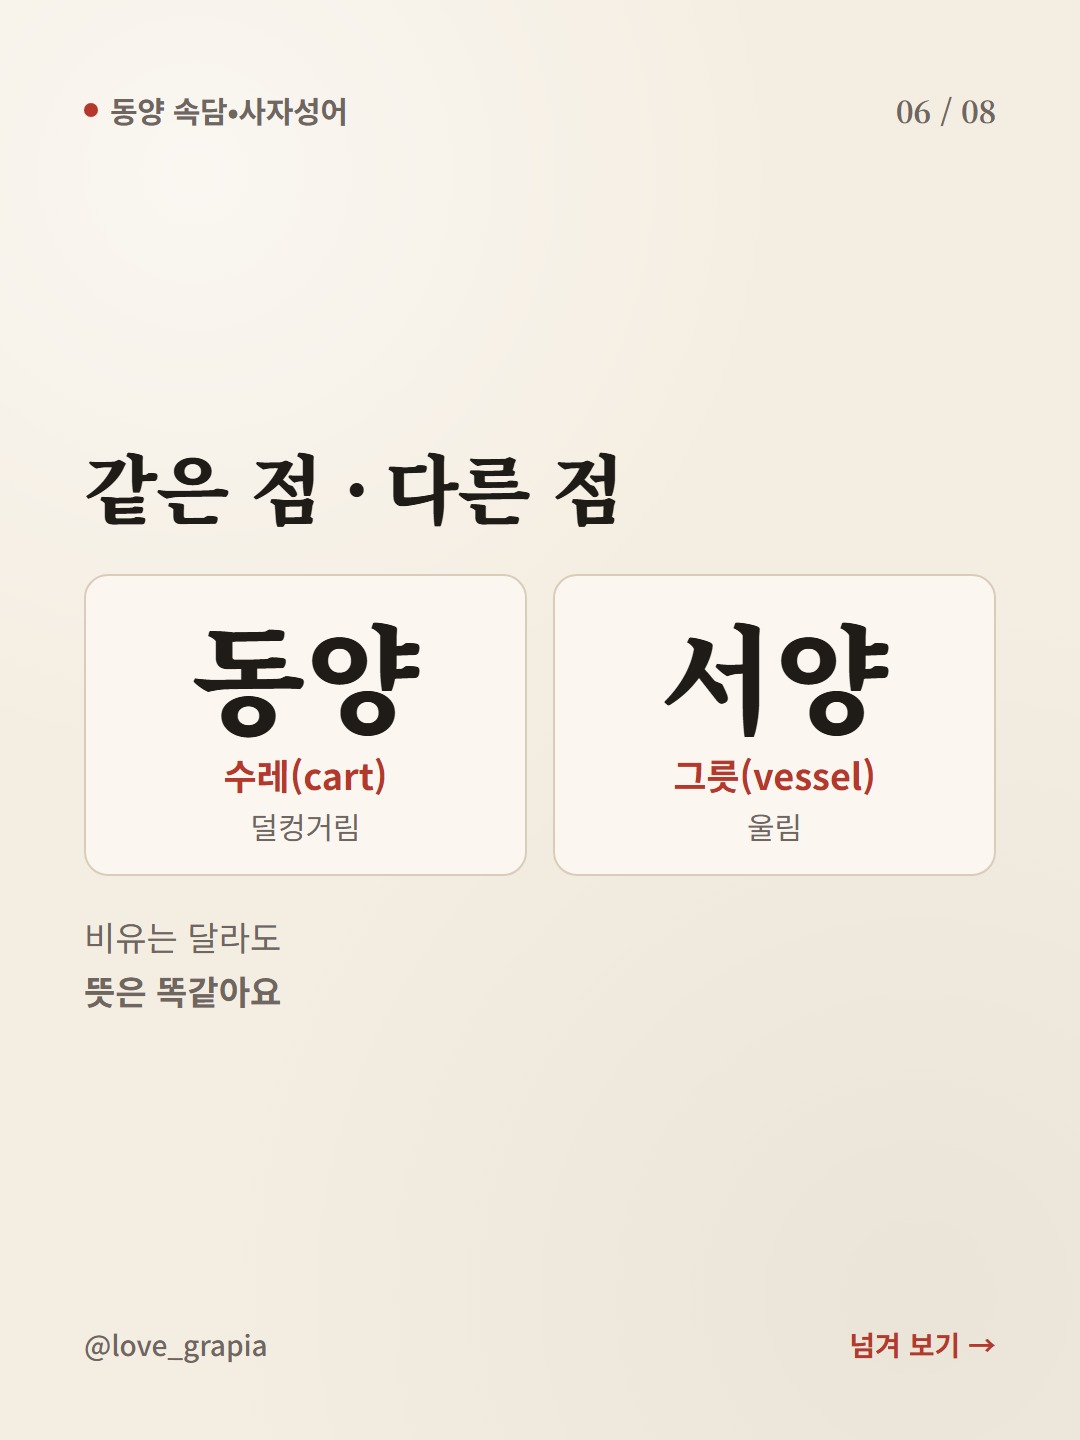 동양 속담•사자성어
06 / 08
같은 점 · 다른 점
동양
수레(cart)
덜컹거림
서양
그릇(vessel)
울림
비유는 달라도
뜻은 똑같아요
@love_grapia
넘겨 보기 →